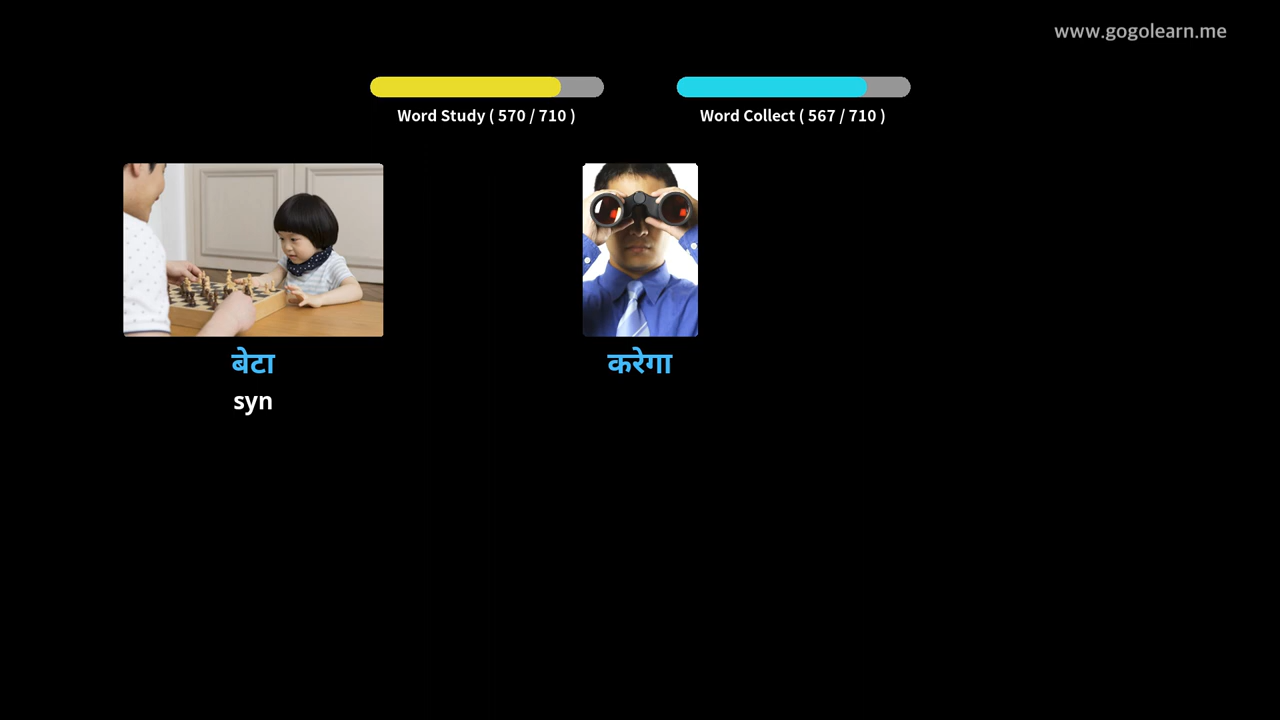 www.gogolearn.me
Word Study ( 570 / 710 )
Word Collect ( 567 / 710 )
बेटा
syn
करेगा